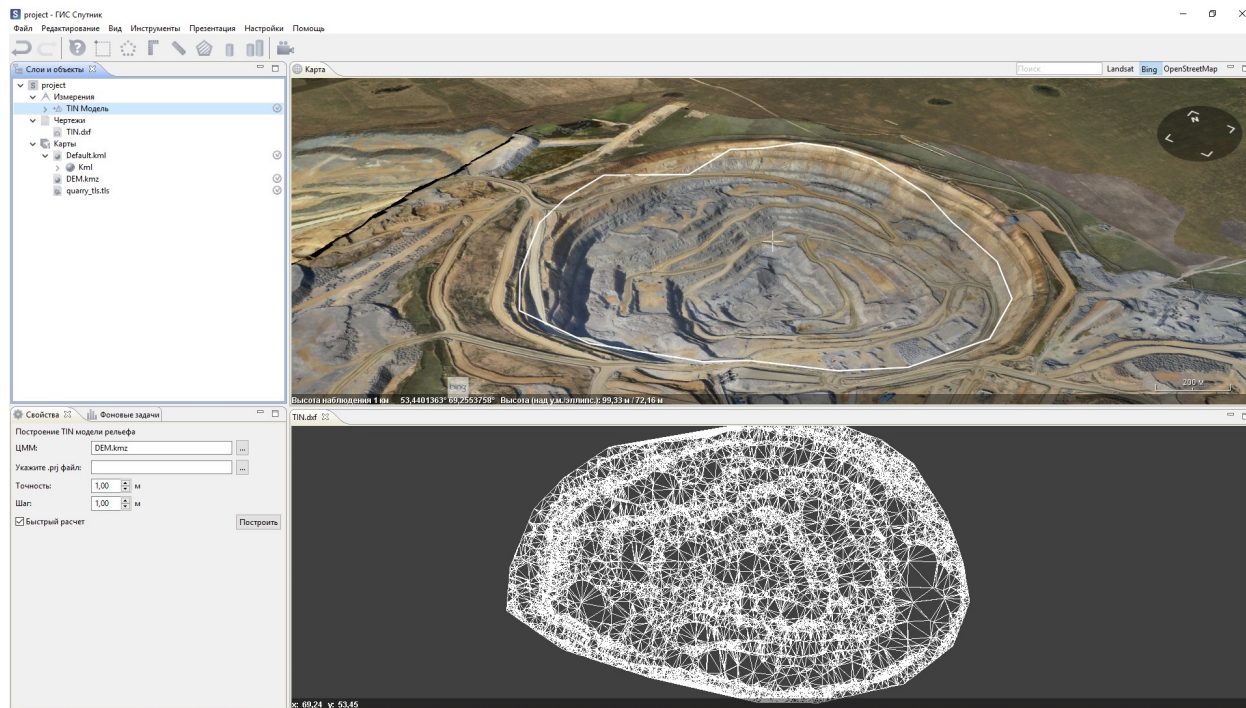 project - ГИС Спутник
Файл Редактирование Вид Инструменты Презентация Настройки Помощь
Слои и объекты
project
Измерения
TIN Модель
Чертежи
TIN.dxf
Карты
Default.kml
Kml
DEM.kmz
quarry_tls.tls
Карта
Поиск
Landsat Bing OpenStreetMap
N
bing
200 м
Высота наблюдения 1 км 53,4401363° 69,2553758° Высота (над у.м./эллипс.): 99,33 м / 72,16 м
Свойства Фоновые задачи
Построение TIN модели рельефа
ЦММ: DEM.kmz ...
Укажите .prj файл: ...
Точность: 1,00 м
Шаг: 1,00 м
Быстрый расчет Построить
TIN.dxf
x: 69,24 y: 53,45